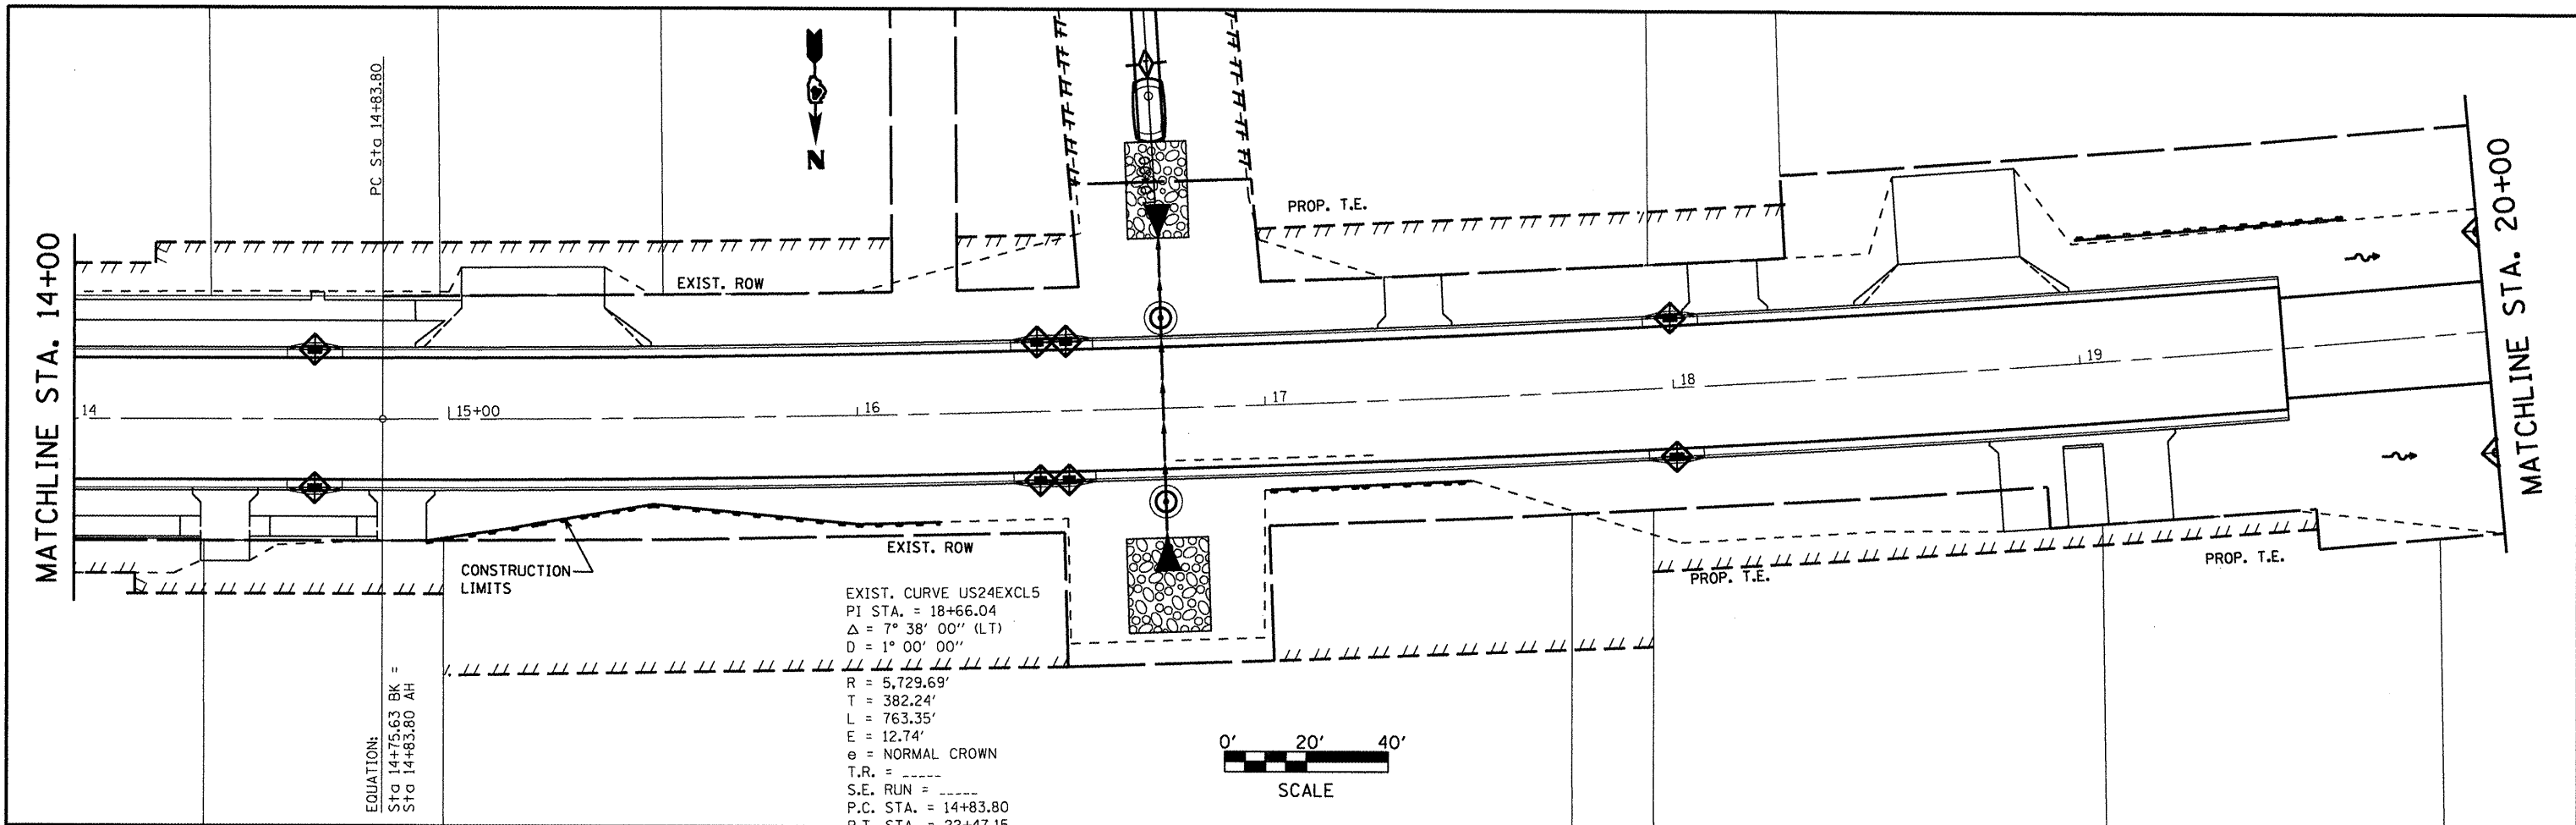 MATCHLINE STA. 14+00
PC Sta 14+83.80
N
PROP. T.E.
EXIST. ROW
MATCHLINE STA. 20+00
14
15+00
16
17
18
19
CONSTRUCTION
LIMITS
EXIST. ROW
PROP. T.E.
PROP. T.E.
EQUATION:
Sta 14+75.63 BK =
Sta 14+83.80 AH
EXIST. CURVE US24EXCL5
PI STA. = 18+66.04
Δ = 7° 38' 00'' (LT)
D = 1° 00' 00''
R = 5,729.69'
T = 382.24'
L = 763.35'
E = 12.74'
e = NORMAL CROWN
T.R. = _____
S.E. RUN = _____
P.C. STA. = 14+83.80
P.T. STA. = 22+47.15
0' 20' 40'
SCALE